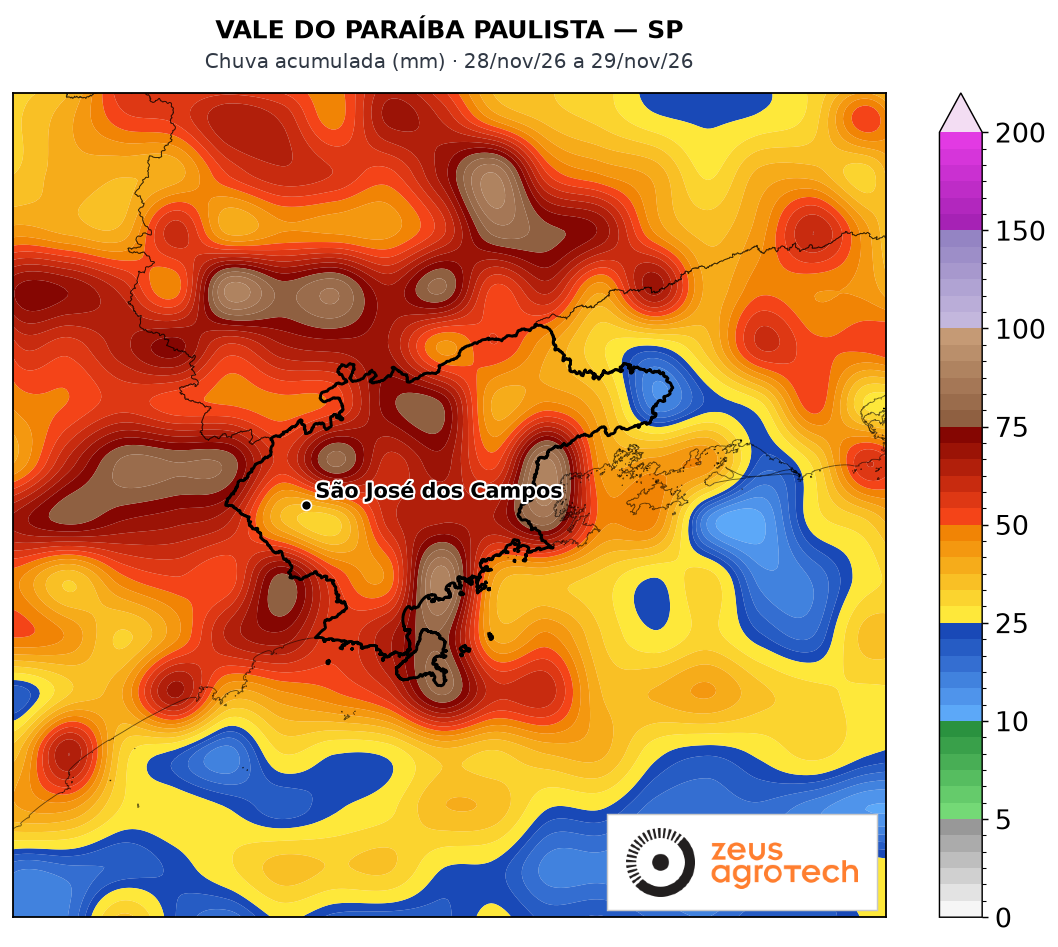 VALE DO PARAÍBA PAULISTA — SP
Chuva acumulada (mm) · 28/nov/26 a 29/nov/26
São José dos Campos
200
150
100
75
50
25
10
5
0
zeus
agrotech